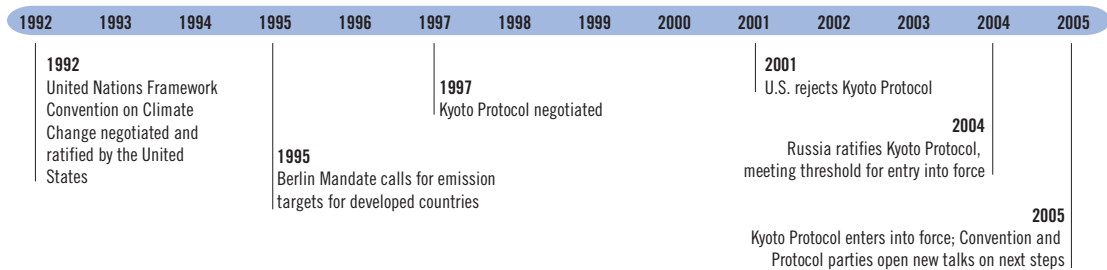 1992 1993 1994 1995 1996 1997 1998 1999 2000 2001 2002 2003 2004 2005
1992
United Nations Framework
Convention on Climate
Change negotiated and
ratified by the United
States
1995
Berlin Mandate calls for emission
targets for developed countries
1997
Kyoto Protocol negotiated
2001
U.S. rejects Kyoto Protocol
2004
Russia ratifies Kyoto Protocol,
meeting threshold for entry into force
2005
Kyoto Protocol enters into force; Convention and
Protocol parties open new talks on next steps